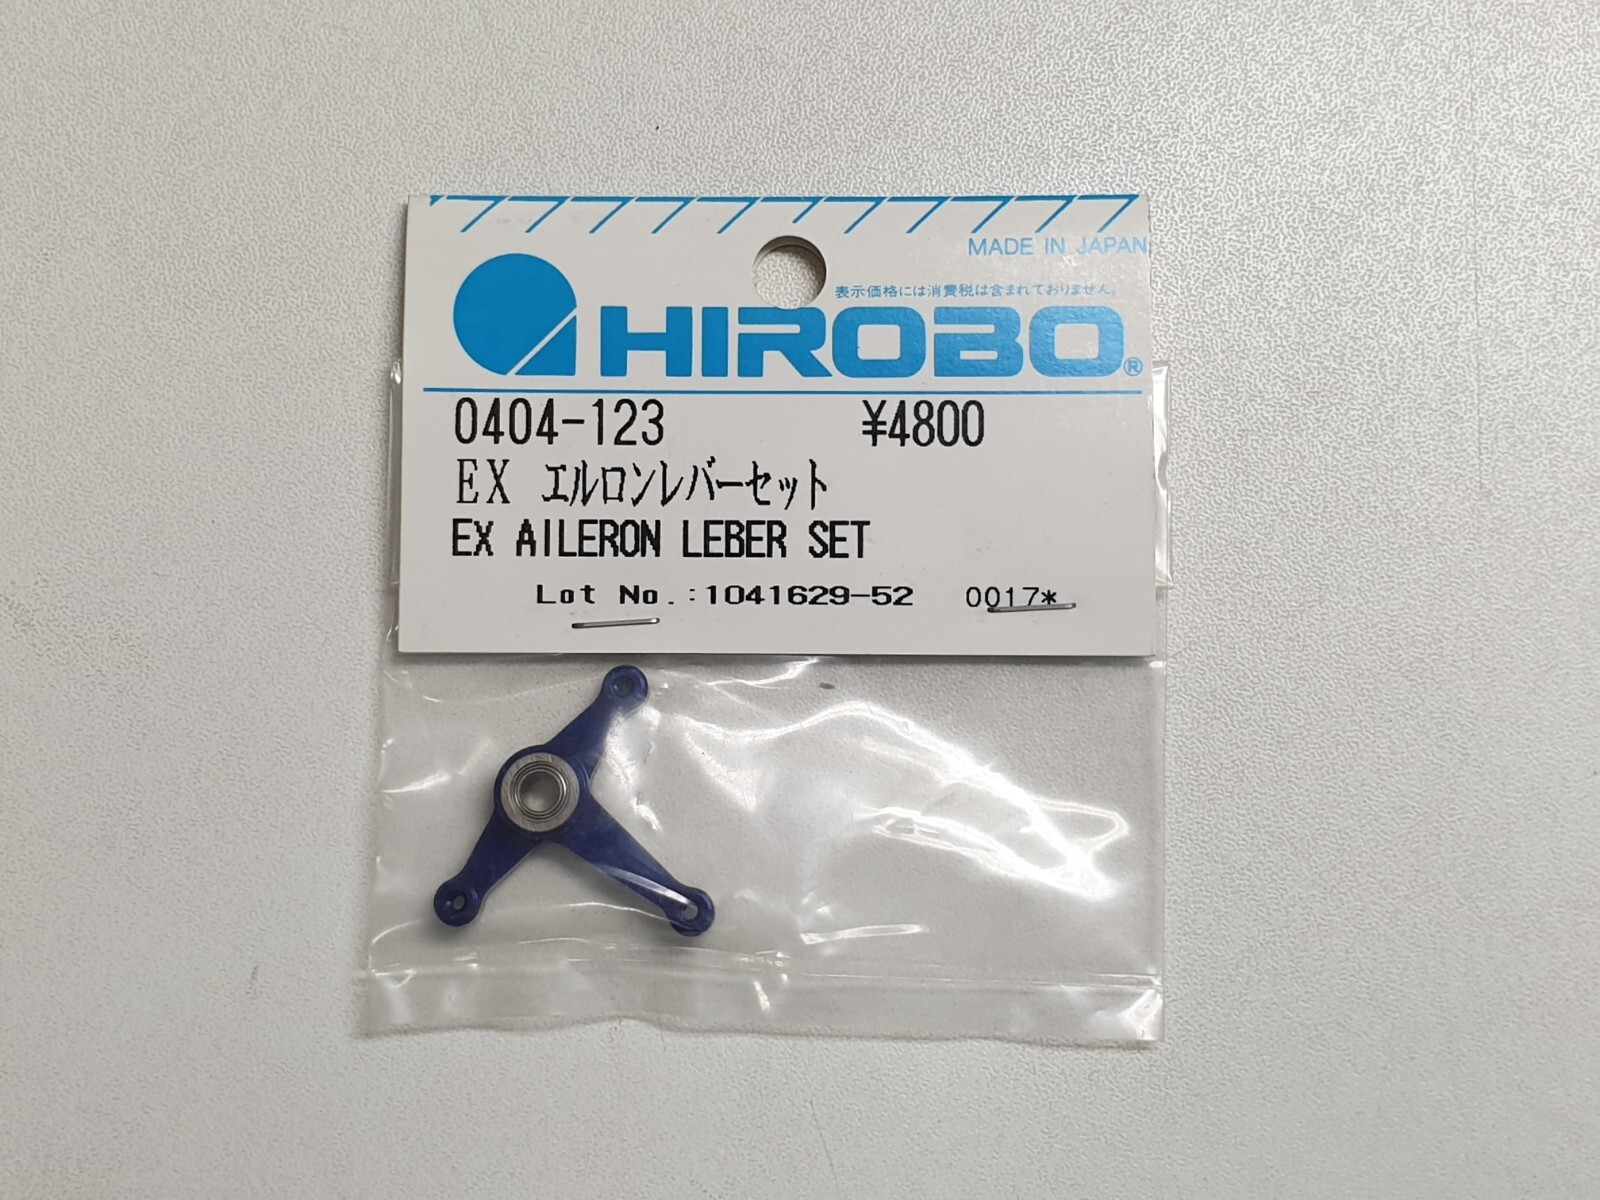 MADE IN JAPAN
表示価格には消費税は含まれておりません。
HIROBO®
0404-123 ¥4800
EX エルロンレバーセット
EX AILERON LEBER SET
Lot No.:1041629-52 0017*